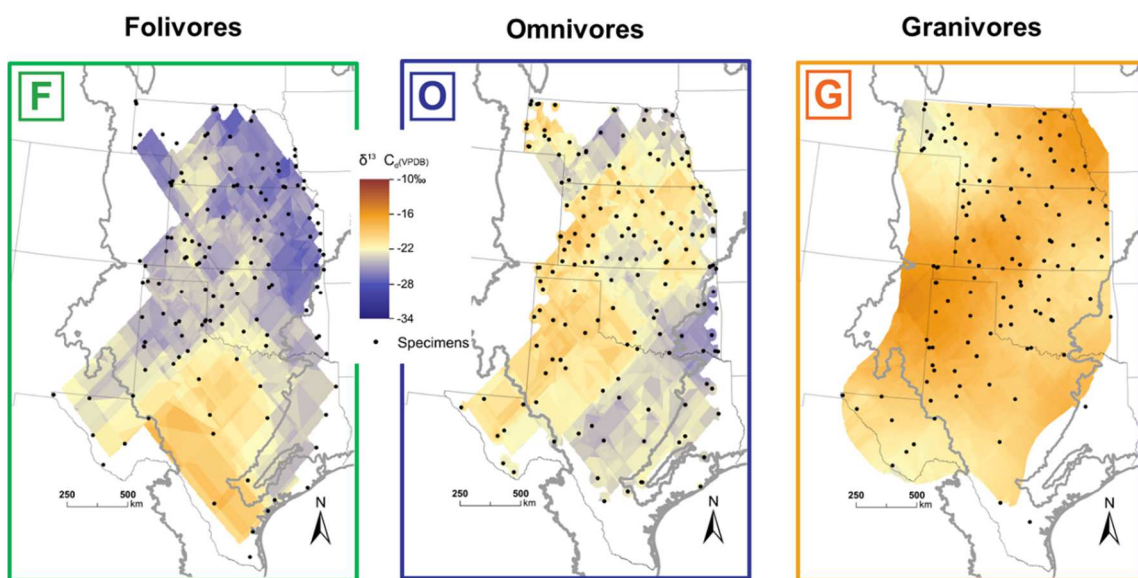 Folivores
Omnivores
Granivores
F
O
G
δ¹³ Cd(VPDB)
-10‰
-16
-22
-28
-34
• Specimens
250 500 km
N
250 500 km
N
250 500 km
N